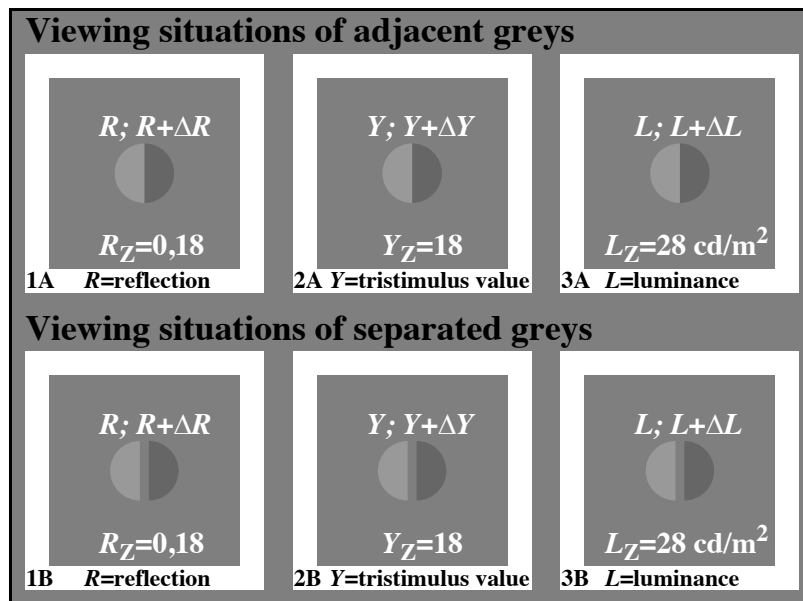 Viewing situations of adjacent greys
R; R+ΔR
Y; Y+ΔY
L; L+ΔL
R_Z=0,18
Y_Z=18
L_Z=28 cd/m²
1A R=reflection
2A Y=tristimulus value
3A L=luminance
Viewing situations of separated greys
R; R+ΔR
Y; Y+ΔY
L; L+ΔL
R_Z=0,18
Y_Z=18
L_Z=28 cd/m²
1B R=reflection
2B Y=tristimulus value
3B L=luminance